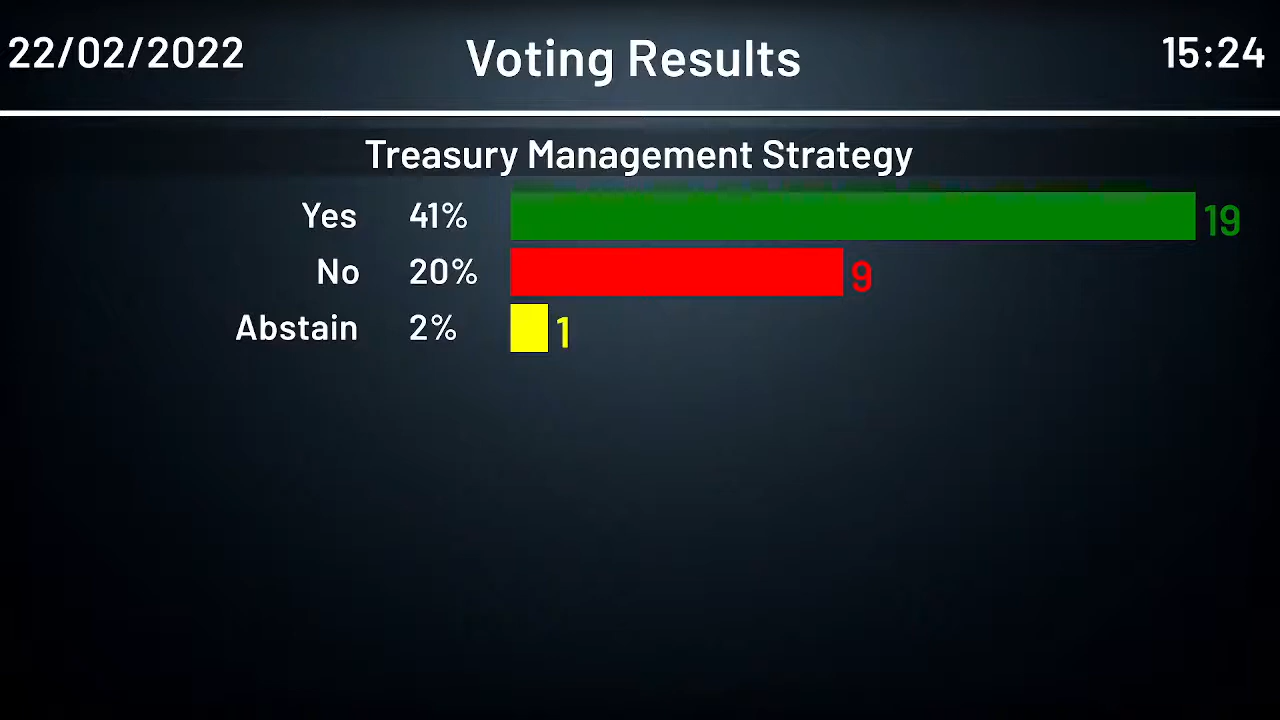 22/02/2022 Voting Results 15:24
Treasury Management Strategy
Yes 41% 19
No 20% 9
Abstain 2% 1